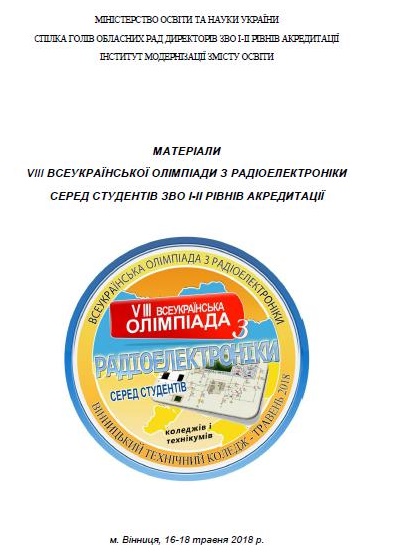 МІНІСТЕРСТВО ОСВІТИ ТА НАУКИ УКРАЇНИ
СПІЛКА ГОЛІВ ОБЛАСНИХ РАД ДИРЕКТОРІВ ЗВО І-ІІ РІВНІВ АКРЕДИТАЦІЇ
ІНСТИТУТ МОДЕРНІЗАЦІЇ ЗМІСТУ ОСВІТИ
МАТЕРІАЛИ
VIII ВСЕУКРАЇНСЬКОЇ ОЛІМПІАДИ З РАДІОЕЛЕКТРОНІКИ
СЕРЕД СТУДЕНТІВ ЗВО І-ІІ РІВНІВ АКРЕДИТАЦІЇ
ВСЕУКРАЇНСЬКА ОЛІМПІАДА З РАДІОЕЛЕКТРОНІКИ
VIII ВСЕУКРАЇНСЬКА
ОЛІМПІАДА З
РАДІОЕЛЕКТРОНІКИ
СЕРЕД СТУДЕНТІВ
коледжів і
технікумів
ВІННИЦЬКИЙ ТЕХНІЧНИЙ КОЛЕДЖ - ТРАВЕНЬ 2018
м. Вінниця, 16-18 травня 2018 р.